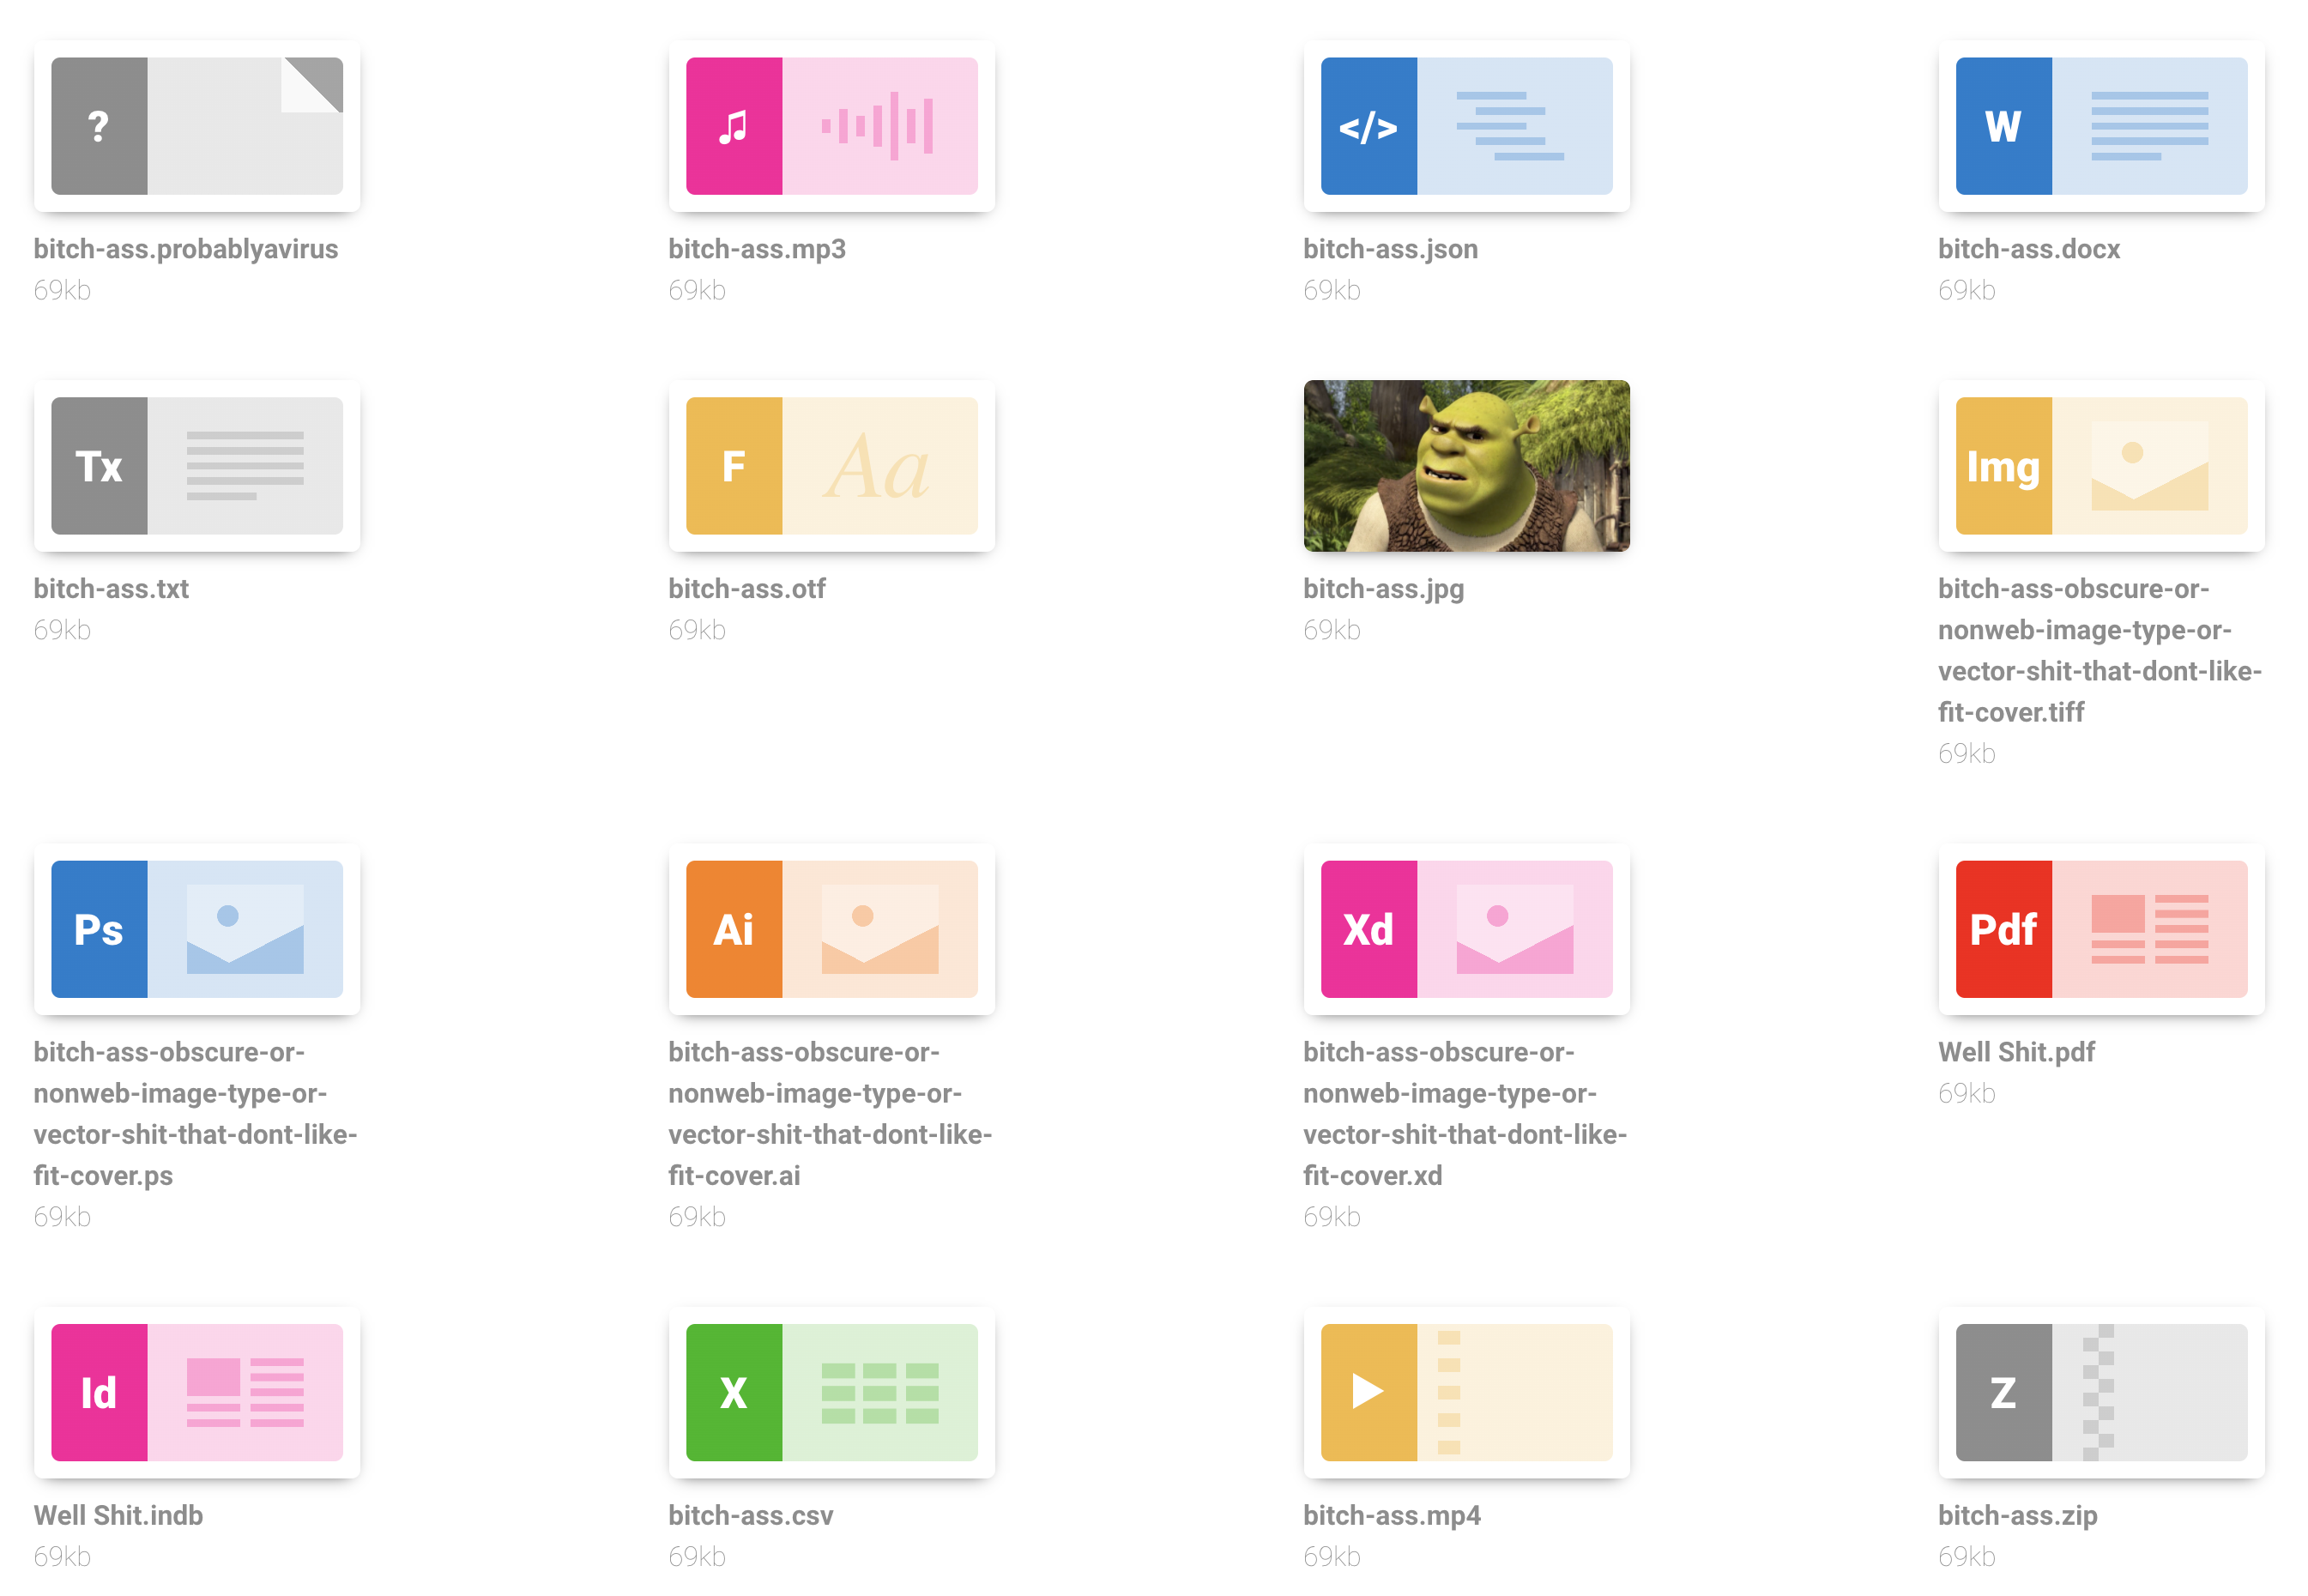 ?
♫
</>
W
bitch-ass.probablyavirus
69kb
bitch-ass.mp3
69kb
bitch-ass.json
69kb
bitch-ass.docx
69kb
Tx
F
Aa
Img
bitch-ass.txt
69kb
bitch-ass.otf
69kb
bitch-ass.jpg
69kb
bitch-ass-obscure-or-
nonweb-image-type-or-
vector-shit-that-dont-like-
fit-cover.tiff
69kb
Ps
Ai
Xd
Pdf
bitch-ass-obscure-or-
nonweb-image-type-or-
vector-shit-that-dont-like-
fit-cover.ps
69kb
bitch-ass-obscure-or-
nonweb-image-type-or-
vector-shit-that-dont-like-
fit-cover.ai
69kb
bitch-ass-obscure-or-
nonweb-image-type-or-
vector-shit-that-dont-like-
fit-cover.xd
69kb
Well Shit.pdf
69kb
Id
X
Z
Well Shit.indb
69kb
bitch-ass.csv
69kb
bitch-ass.mp4
69kb
bitch-ass.zip
69kb